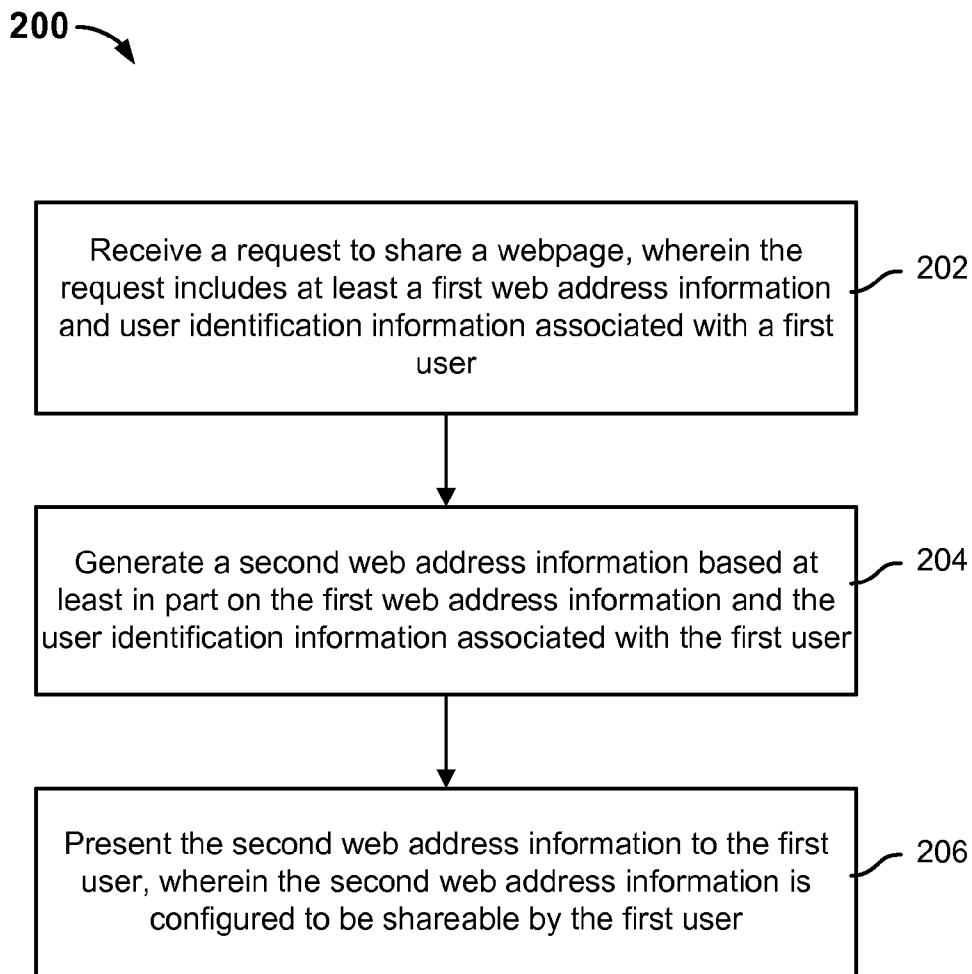 200
Receive a request to share a webpage, wherein the
request includes at least a first web address information
and user identification information associated with a first
user
202
Generate a second web address information based at
least in part on the first web address information and the
user identification information associated with the first user
204
Present the second web address information to the first
user, wherein the second web address information is
configured to be shareable by the first user
206